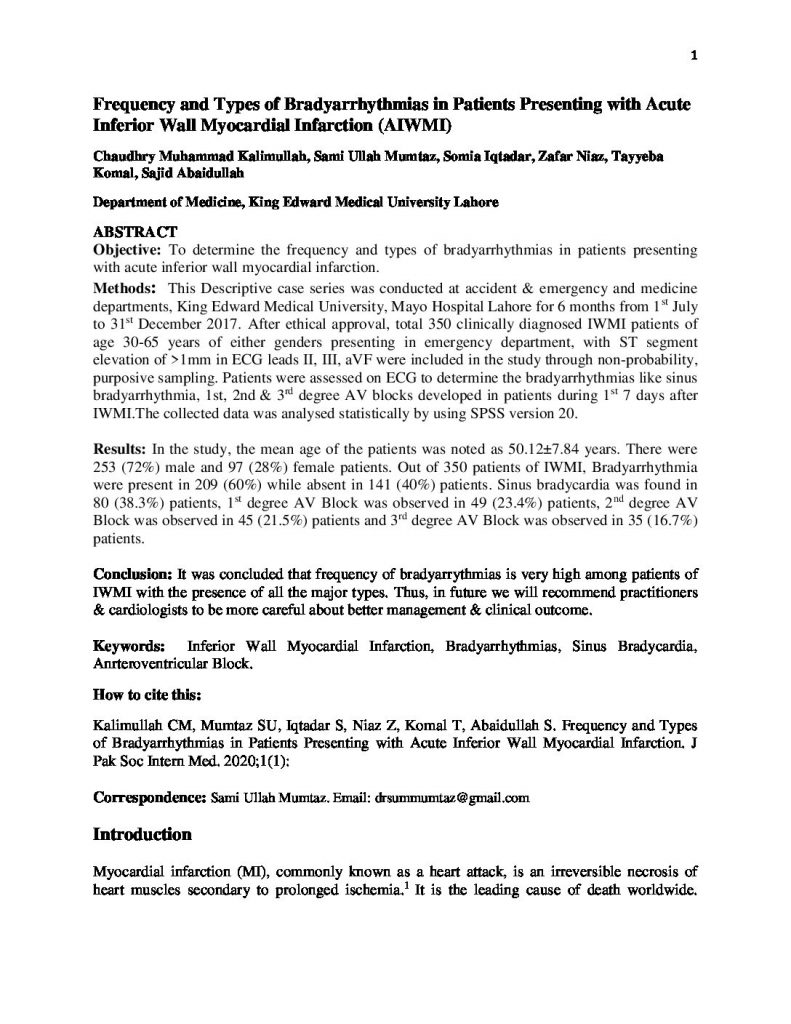 1
Frequency and Types of Bradyarrhythmias in Patients Presenting with Acute
Inferior Wall Myocardial Infarction (AIWMI)
Chaudhry Muhammad Kalimullah, Sami Ullah Mumtaz, Somia Iqtadar, Zafar Niaz, Tayyeba
Komal, Sajid Abaidullah
Department of Medicine, King Edward Medical University Lahore
ABSTRACT
Objective: To determine the frequency and types of bradyarrhythmias in patients presenting
with acute inferior wall myocardial infarction.
Methods: This Descriptive case series was conducted at accident & emergency and medicine
departments, King Edward Medical University, Mayo Hospital Lahore for 6 months from 1st July
to 31st December 2017. After ethical approval, total 350 clinically diagnosed IWMI patients of
age 30-65 years of either genders presenting in emergency department, with ST segment
elevation of >1mm in ECG leads II, III, aVF were included in the study through non-probability,
purposive sampling. Patients were assessed on ECG to determine the bradyarrhythmias like sinus
bradyarrhythmia, 1st, 2nd & 3rd degree AV blocks developed in patients during 1st 7 days after
IWMI.The collected data was analysed statistically by using SPSS version 20.
Results: In the study, the mean age of the patients was noted as 50.12±7.84 years. There were
253 (72%) male and 97 (28%) female patients. Out of 350 patients of IWMI, Bradyarrhythmia
were present in 209 (60%) while absent in 141 (40%) patients. Sinus bradycardia was found in
80 (38.3%) patients, 1st degree AV Block was observed in 49 (23.4%) patients, 2nd degree AV
Block was observed in 45 (21.5%) patients and 3rd degree AV Block was observed in 35 (16.7%)
patients.
Conclusion: It was concluded that frequency of bradyarrythmias is very high among patients of
IWMI with the presence of all the major types. Thus, in future we will recommend practitioners
& cardiologists to be more careful about better management & clinical outcome.
Keywords: Inferior Wall Myocardial Infarction, Bradyarrhythmias, Sinus Bradycardia,
Anrteroventricular Block.
How to cite this:
Kalimullah CM, Mumtaz SU, Iqtadar S, Niaz Z, Komal T, Abaidullah S. Frequency and Types
of Bradyarrhythmias in Patients Presenting with Acute Inferior Wall Myocardial Infarction. J
Pak Soc Intern Med. 2020;1(1):
Correspondence: Sami Ullah Mumtaz. Email: drsummumtaz@gmail.com
Introduction
Myocardial infarction (MI), commonly known as a heart attack, is an irreversible necrosis of
heart muscles secondary to prolonged ischemia.1 It is the leading cause of death worldwide.